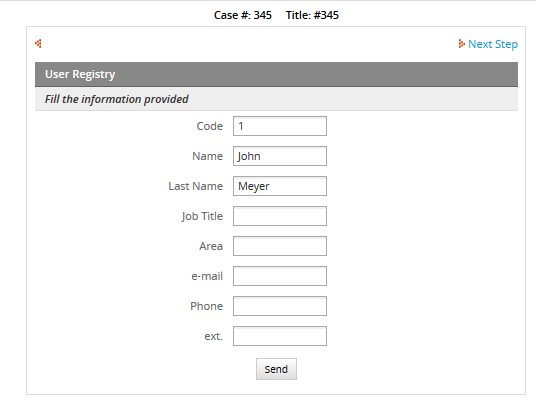 Case #: 345 Title: #345
Next Step
User Registry
Fill the information provided
Code 1
Name John
Last Name Meyer
Job Title
Area
e-mail
Phone
ext.
Send